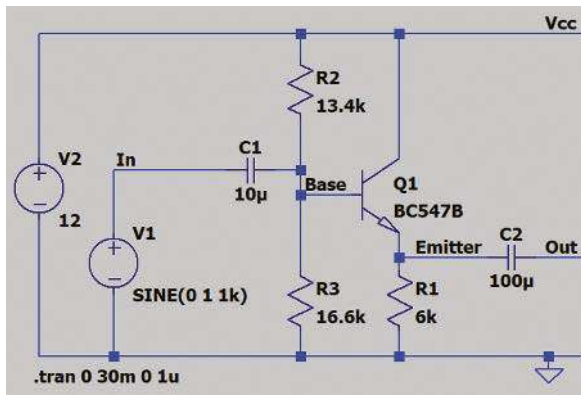 Vcc
R2
13.4k
V2
In
C1
10µ
Base
Q1
BC547B
12
V1
SINE(0 1 1k)
Emitter
C2
100µ
Out
R3
16.6k
R1
6k
.tran 0 30m 0 1u